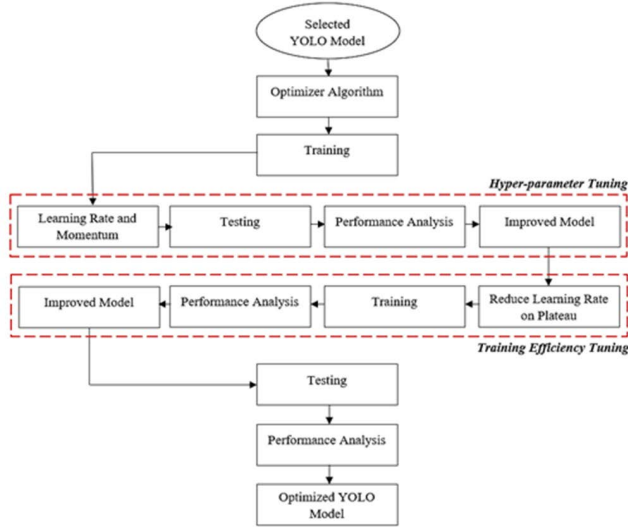 Selected
YOLO Model
Optimizer Algorithm
Training
Hyper-parameter Tuning
Learning Rate and
Momentum
Testing
Performance Analysis
Improved Model
Improved Model
Performance Analysis
Training
Reduce Learning Rate
on Plateau
Training Efficiency Tuning
Testing
Performance Analysis
Optimized YOLO
Model